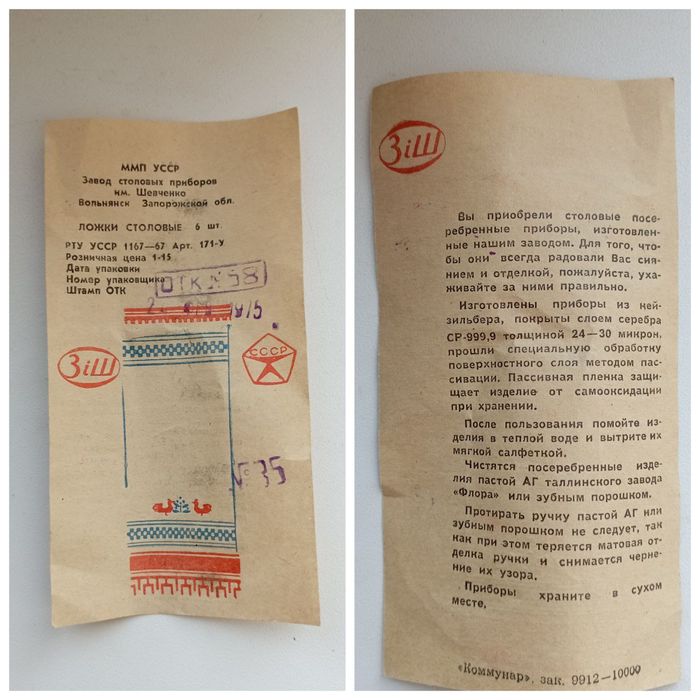 ММП УССР
Завод столовых приборов
им. Шевченко
Вольнянск Запорожской обл.
ЛОЖКИ СТОЛОВЫЕ 6 шт.
РТУ УССР 1167—67 Арт. 171-У
Розничная цена 1-15
Дата упаковки
Номер упаковщика
Штамп ОТК
ОТК №58
1975
ЗіШ
СССР
№35
ЗіШ
Вы приобрели столовые посе-
ребренные приборы, изготовлен-
ные нашим заводом. Для того, что-
бы они всегда радовали Вас сия-
нием и отделкой, пожалуйста, уха-
живайте за ними правильно.
Изготовлены приборы из ней-
зильбера, покрыты слоем серебра
СР-999,9 толщиной 24—30 микрон,
прошли специальную обработку
поверхностного слоя методом пас-
сивации. Пассивная пленка защи-
щает изделие от самооксидации
при хранении.
После пользования помойте из-
делия в теплой воде и вытрите их
мягкой салфеткой.
Чистятся посеребренные изде-
лия пастой АГ таллинского завода
«Флора» или зубным порошком.
Протирать ручку пастой АГ или
зубным порошком не следует, так
как при этом теряется матовая от-
делка ручки и снимается черне-
ние их узора.
Приборы храните в сухом
месте.
«Коммунар», зак. 9912—10000